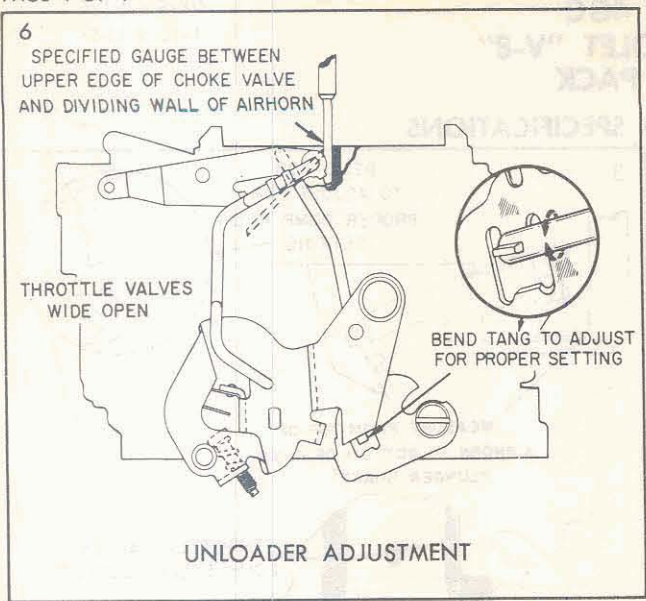 6
SPECIFIED GAUGE BETWEEN
UPPER EDGE OF CHOKE VALVE
AND DIVIDING WALL OF AIRHORN
THROTTLE VALVES
WIDE OPEN
BEND TANG TO ADJUST
FOR PROPER SETTING
UNLOADER ADJUSTMENT